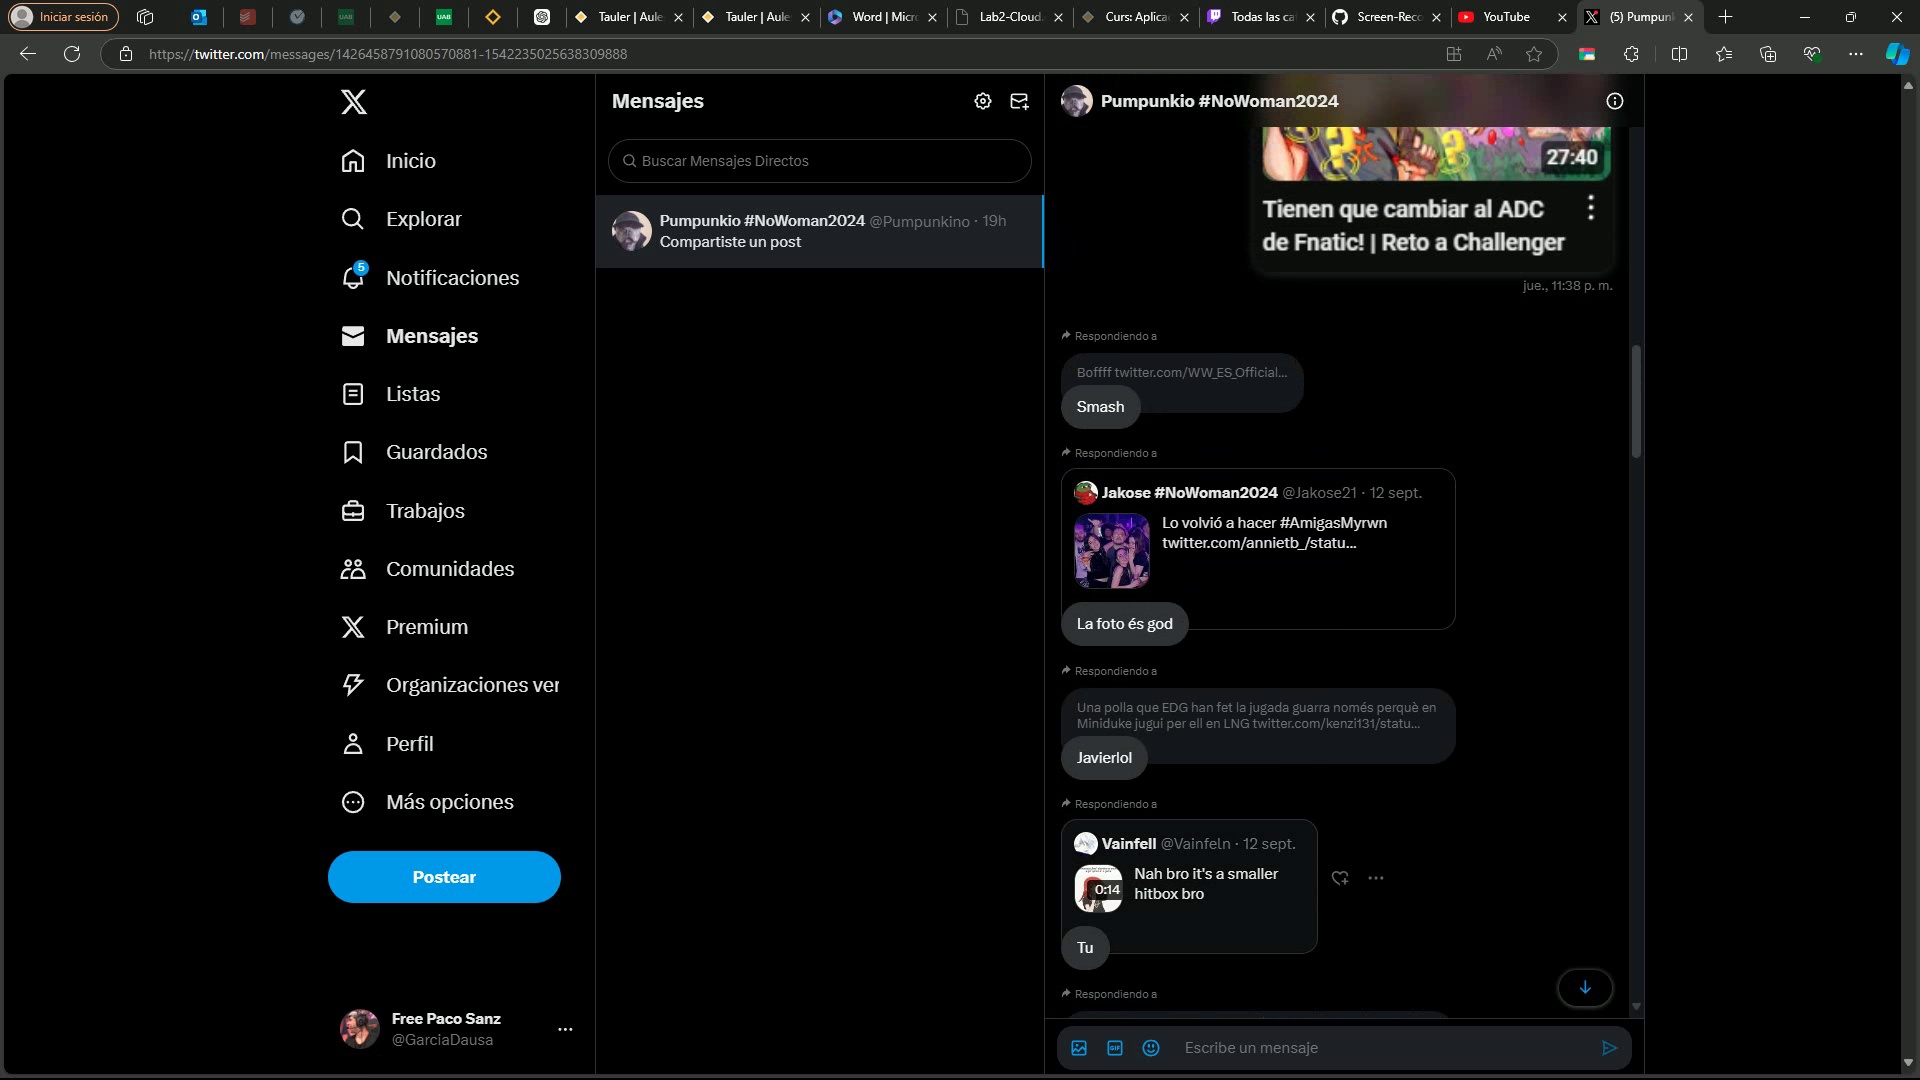 Iniciar sesión
Tauler | Aule
Tauler | Aule
Word | Micr
Lab2-Cloud
Curs: Aplica
Todas las ca
Screen-Reco
YouTube
(5) Pumpun
https://twitter.com/messages/1426458791080570881-1542235025638309888
Inicio
Explorar
5
Notificaciones
Mensajes
Listas
Guardados
Trabajos
Comunidades
Premium
Organizaciones ver
Perfil
Más opciones
Postear
Free Paco Sanz
@GarciaDausa
Mensajes
Buscar Mensajes Directos
Pumpunkio #NoWoman2024 @Pumpunkino · 19h
Compartiste un post
Pumpunkio #NoWoman2024
27:40
Tienen que cambiar al ADC
de Fnatic! | Reto a Challenger
jue., 11:38 p. m.
Respondiendo a
Boffff twitter.com/WW_ES_Official...
Smash
Respondiendo a
Jakose #NoWoman2024 @Jakose21 · 12 sept.
Lo volvió a hacer #AmigasMyrwn
twitter.com/annietb_/statu...
La foto és god
Respondiendo a
Una polla que EDG han fet la jugada guarra només perquè en
Miniduke jugui per ell en LNG twitter.com/kenzi131/statu...
Javierlol
Respondiendo a
Vainfell @Vainfeln · 12 sept.
0:14
Nah bro it's a smaller
hitbox bro
Tu
Respondiendo a
GIF
Escribe un mensaje